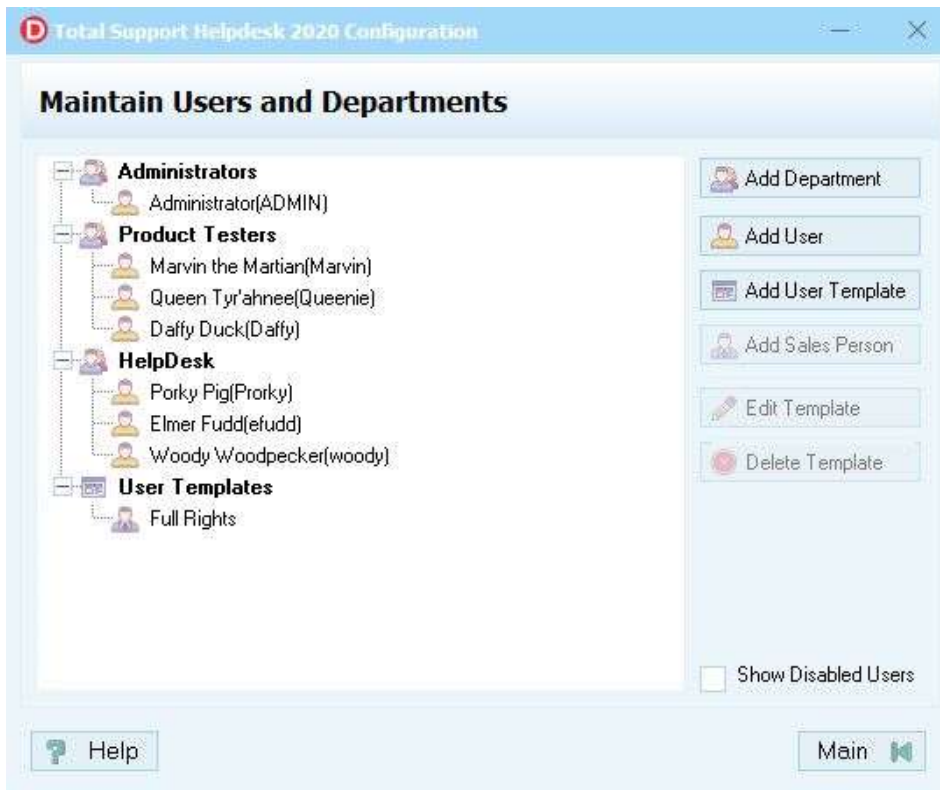 Total Support Helpdesk 2020 Configuration
Maintain Users and Departments
Administrators
Administrator(ADMIN)
Product Testers
Marvin the Martian(Marvin)
Queen Tyr'ahnee(Queenie)
Daffy Duck(Daffy)
HelpDesk
Porky Pig(Prorky)
Elmer Fudd(efudd)
Woody Woodpecker(woody)
User Templates
Full Rights
Add Department
Add User
Add User Template
Add Sales Person
Edit Template
Delete Template
Show Disabled Users
Help
Main